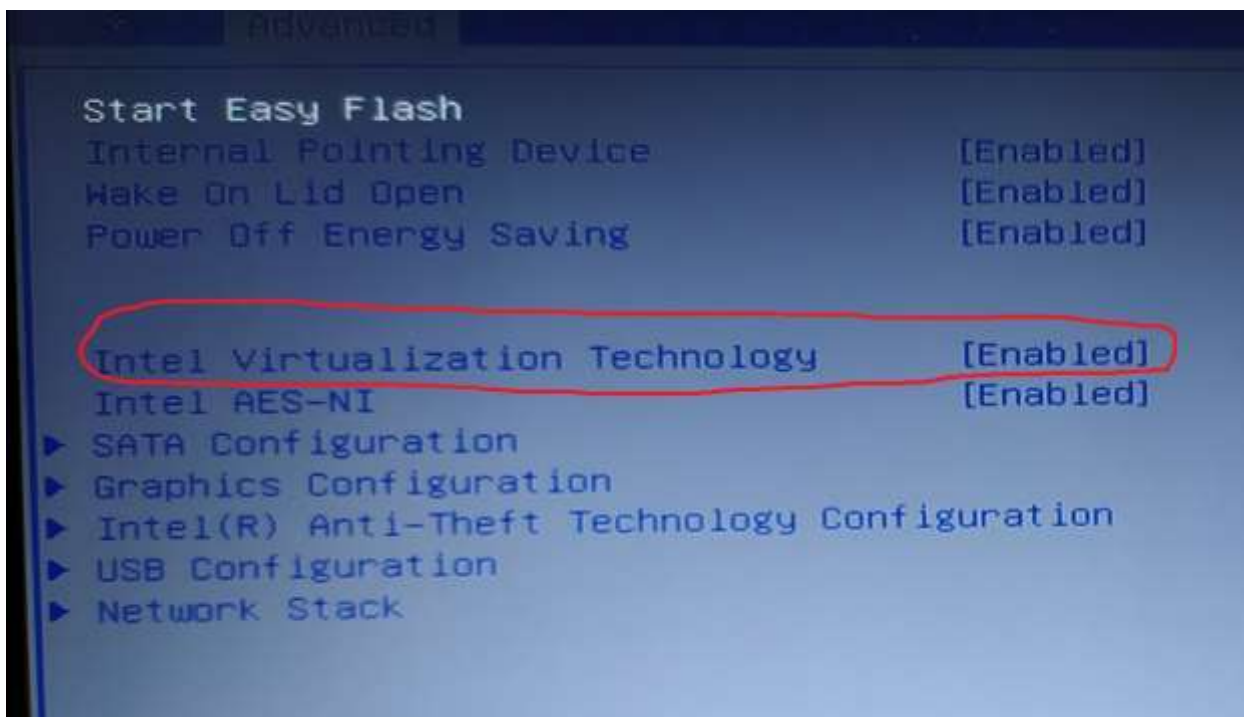 Advanced
Start Easy Flash
Internal Pointing Device [Enabled]
Wake On Lid Open [Enabled]
Power Off Energy Saving [Enabled]
Intel Virtualization Technology [Enabled]
Intel AES-NI [Enabled]
SATA Configuration
Graphics Configuration
Intel(R) Anti-Theft Technology Configuration
USB Configuration
Network Stack